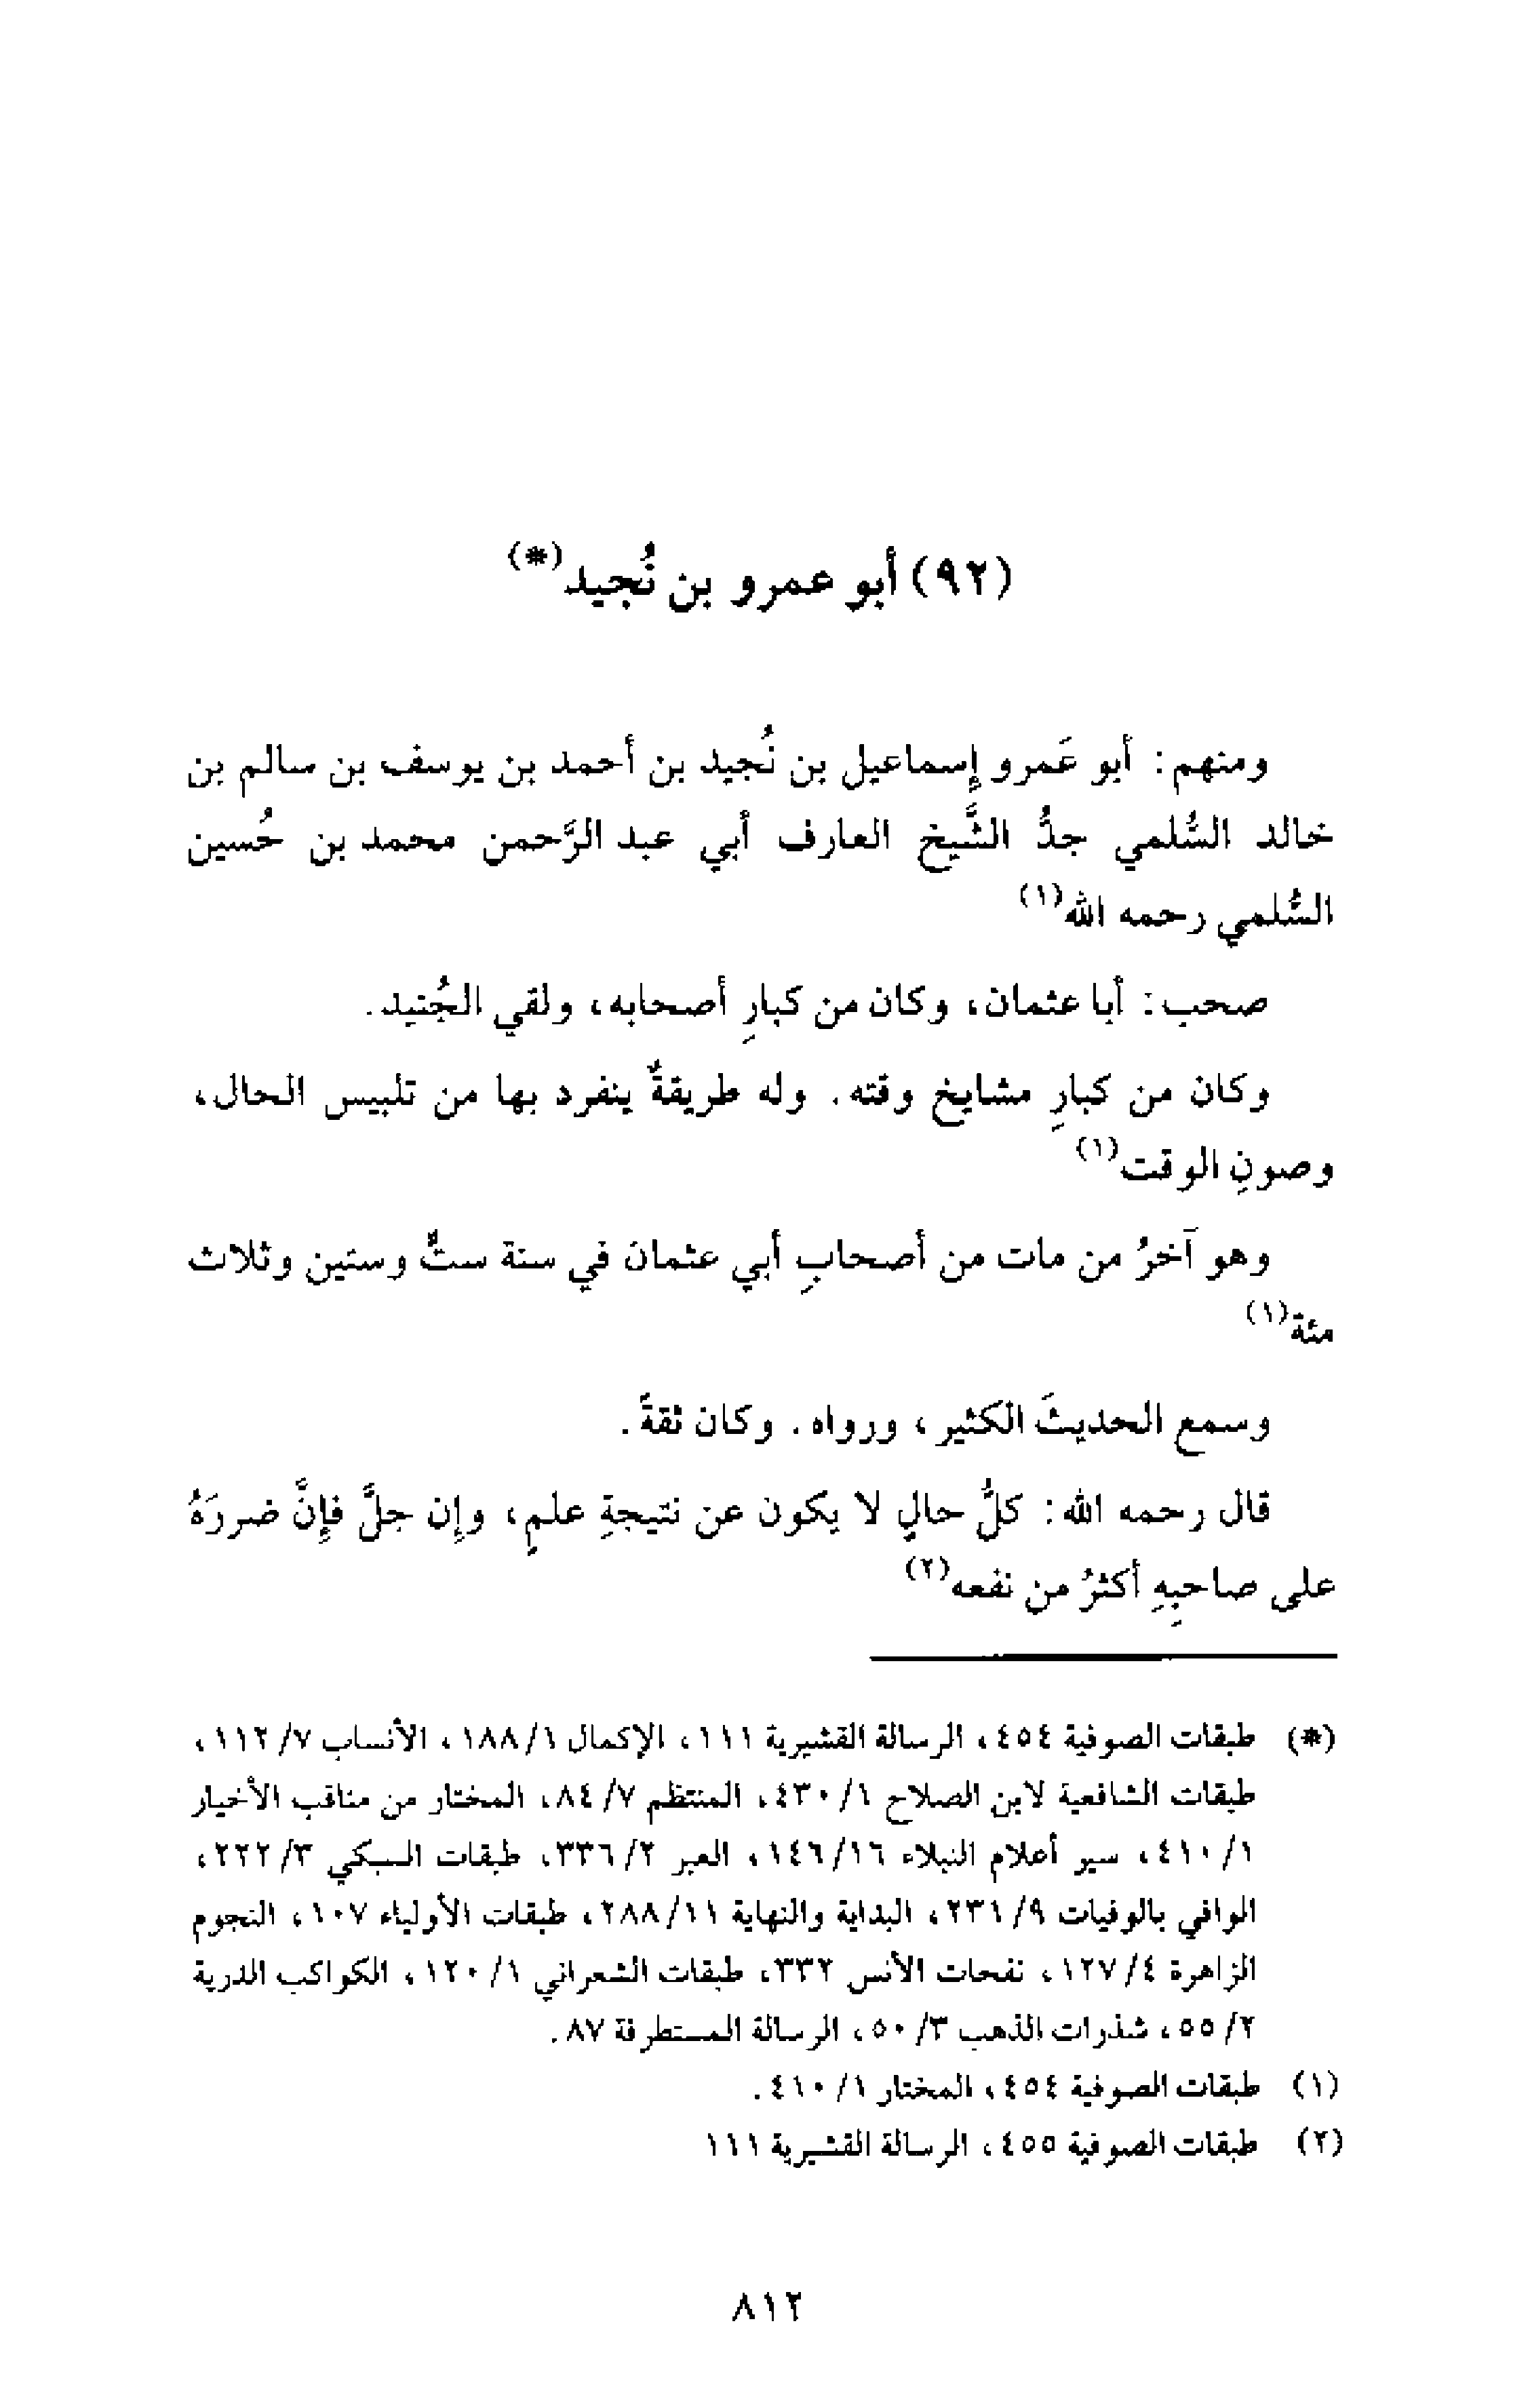 (٩٢) أبو عمرو بن نُجيد(*)
ومنهم: أبو عَمرو إسماعيل بن نُجيد بن أحمد بن يوسف بن سالم بن
خالد السُّلمي جدُّ الشَّيخ العارف أبي عبد الرَّحمن محمد بن حُسين
السُّلمي رحمه الله(١)
صحب: أبا عثمان، وكان من كبارِ أصحابه، ولقي الجُنيد.
وكان من كبارِ مشايخ وقته. وله طريقةٌ ينفرد بها من تلبيس الحال،
وصونِ الوقت(١)
وهو آخرُ من مات من أصحابِ أبي عثمانَ في سنة ستٍّ وستين وثلاث
مئة(١)
وسمع الحديثَ الكثير، ورواه. وكان ثقةً.
قال رحمه الله: كلُّ حالٍ لا يكون عن نتيجةِ علمٍ، وإن جلَّ فإنَّ ضررَهُ
على صاحبِهِ أكثرُ من نفعه(٢)
(*) طبقات الصوفية ٤٥٤، الرسالة القشيرية ١١١، الإكمال ١/١٨٨، الأنساب ٧/١١٢،
طبقات الشافعية لابن الصلاح ١/٤٣٠، المنتظم ٧/٨٤، المختار من مناقب الأخيار
١/٤١٠، سير أعلام النبلاء ١٦/١٤٦، العبر ٢/٣٣٦، طبقات السبكي ٣/٢٢٢،
الوافي بالوفيات ٩/٢٣١، البداية والنهاية ١١/٢٨٨، طبقات الأولياء ١٠٧، النجوم
الزاهرة ٤/١٢٧، نفحات الأنس ٣٣٢، طبقات الشعراني ١/١٢٠، الكواكب الدرية
٢/٥٥، شذرات الذهب ٣/٥٠، الرسالة المستطرفة ٨٧.
(١) طبقات الصوفية ٤٥٤، المختار ١/٤١٠.
(٢) طبقات الصوفية ٤٥٥، الرسالة القشيرية ١١١
٨١٢